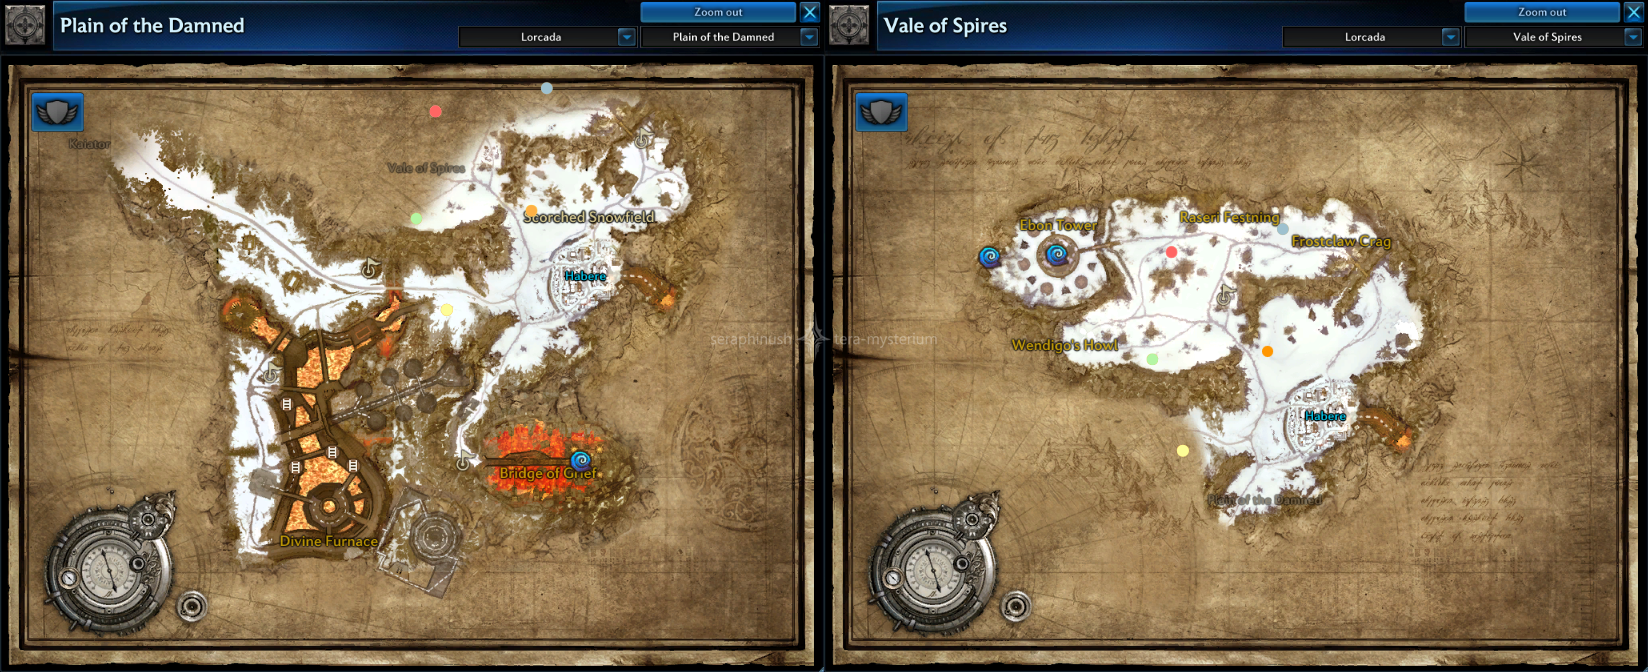 Plain of the Damned
Zoom out
Lorcada
Plain of the Damned
Kaiator
Vale of Spires
Scorched Snowfield
Habere
Bridge of Grief
Divine Furnace
seraphinush
tera-mysterium
Vale of Spires
Zoom out
Lorcada
Vale of Spires
Ebon Tower
Raseri Festning
Frostclaw Crag
Wendigo's Howl
Habere
Plain of the Damned